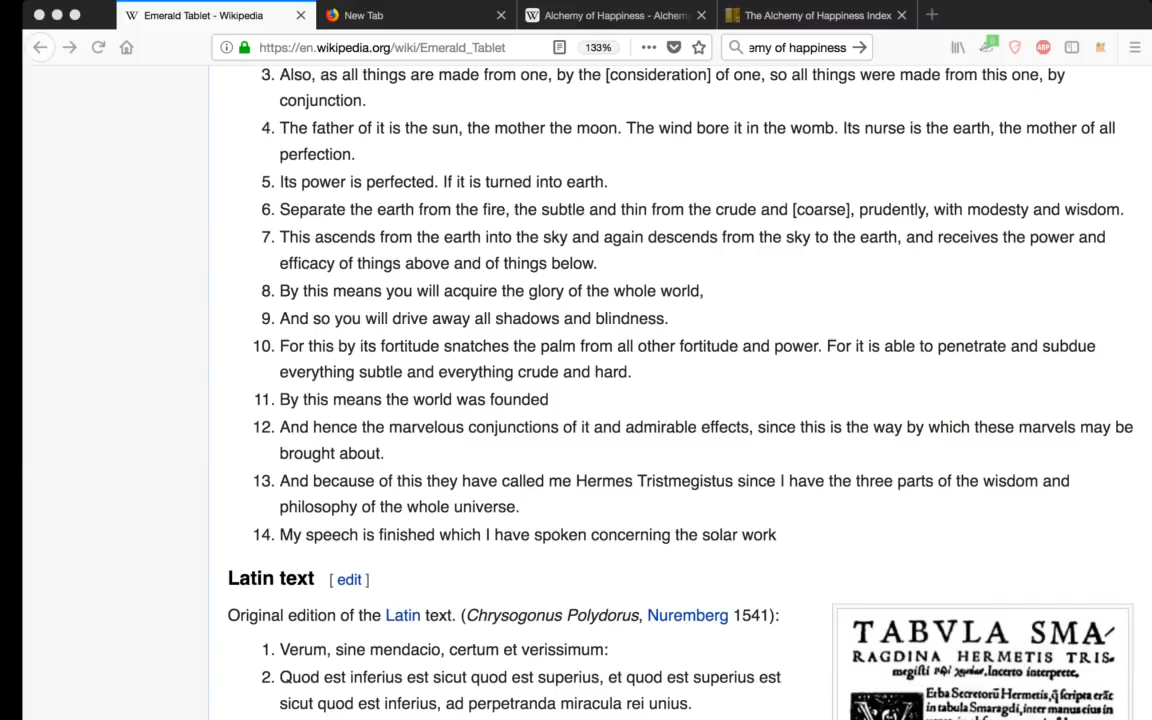 Emerald Tablet - Wikipedia
New Tab
Alchemy of Happiness - Alchem
The Alchemy of Happiness Index
https://en.wikipedia.org/wiki/Emerald_Tablet
133%
emy of happiness
ABP
3. Also, as all things are made from one, by the [consideration] of one, so all things were made from this one, by
conjunction.
4. The father of it is the sun, the mother the moon. The wind bore it in the womb. Its nurse is the earth, the mother of all
perfection.
5. Its power is perfected. If it is turned into earth.
6. Separate the earth from the fire, the subtle and thin from the crude and [coarse], prudently, with modesty and wisdom.
7. This ascends from the earth into the sky and again descends from the sky to the earth, and receives the power and
efficacy of things above and of things below.
8. By this means you will acquire the glory of the whole world,
9. And so you will drive away all shadows and blindness.
10. For this by its fortitude snatches the palm from all other fortitude and power. For it is able to penetrate and subdue
everything subtle and everything crude and hard.
11. By this means the world was founded
12. And hence the marvelous conjunctions of it and admirable effects, since this is the way by which these marvels may be
brought about.
13. And because of this they have called me Hermes Tristmegistus since I have the three parts of the wisdom and
philosophy of the whole universe.
14. My speech is finished which I have spoken concerning the solar work
Latin text [ edit ]
Original edition of the Latin text. (Chrysogonus Polydorus, Nuremberg 1541):
1. Verum, sine mendacio, certum et verissimum:
2. Quod est inferius est sicut quod est superius, et quod est superius est
sicut quod est inferius, ad perpetranda miracula rei unius.
TABVLA SMA
RAGDINA HERMETIS TRIS-
megisti incerto interprete,
Erba Secretorū Hermetis, q̃ scripta erāt
in tabula Smaragdi, inter manus eius in